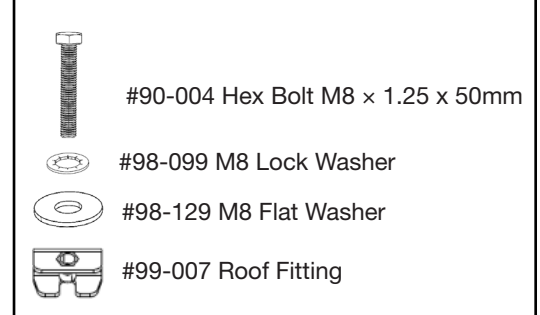 #90-004 Hex Bolt M8 × 1.25 x 50mm
#98-099 M8 Lock Washer
#98-129 M8 Flat Washer
#99-007 Roof Fitting